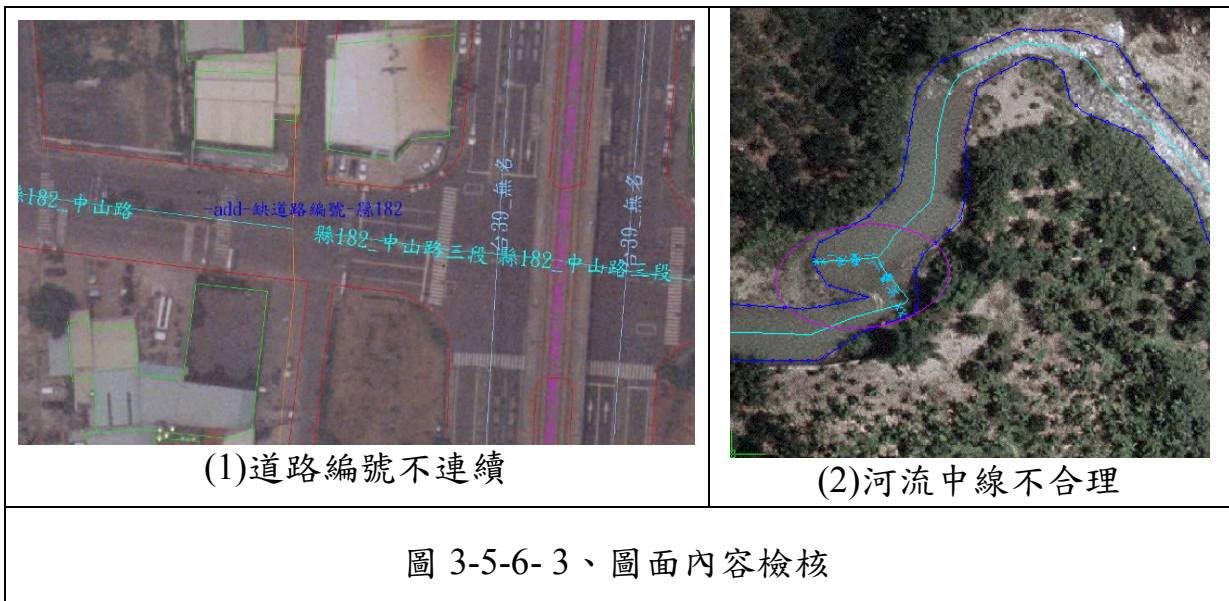 縣182_中山路
-add-缺道路編號-縣182
縣182_中山路三段
縣182_中山路三段
台39_無名
台39_無名
(1)道路編號不連續
(2)河流中線不合理
圖 3-5-6- 3、圖面內容檢核